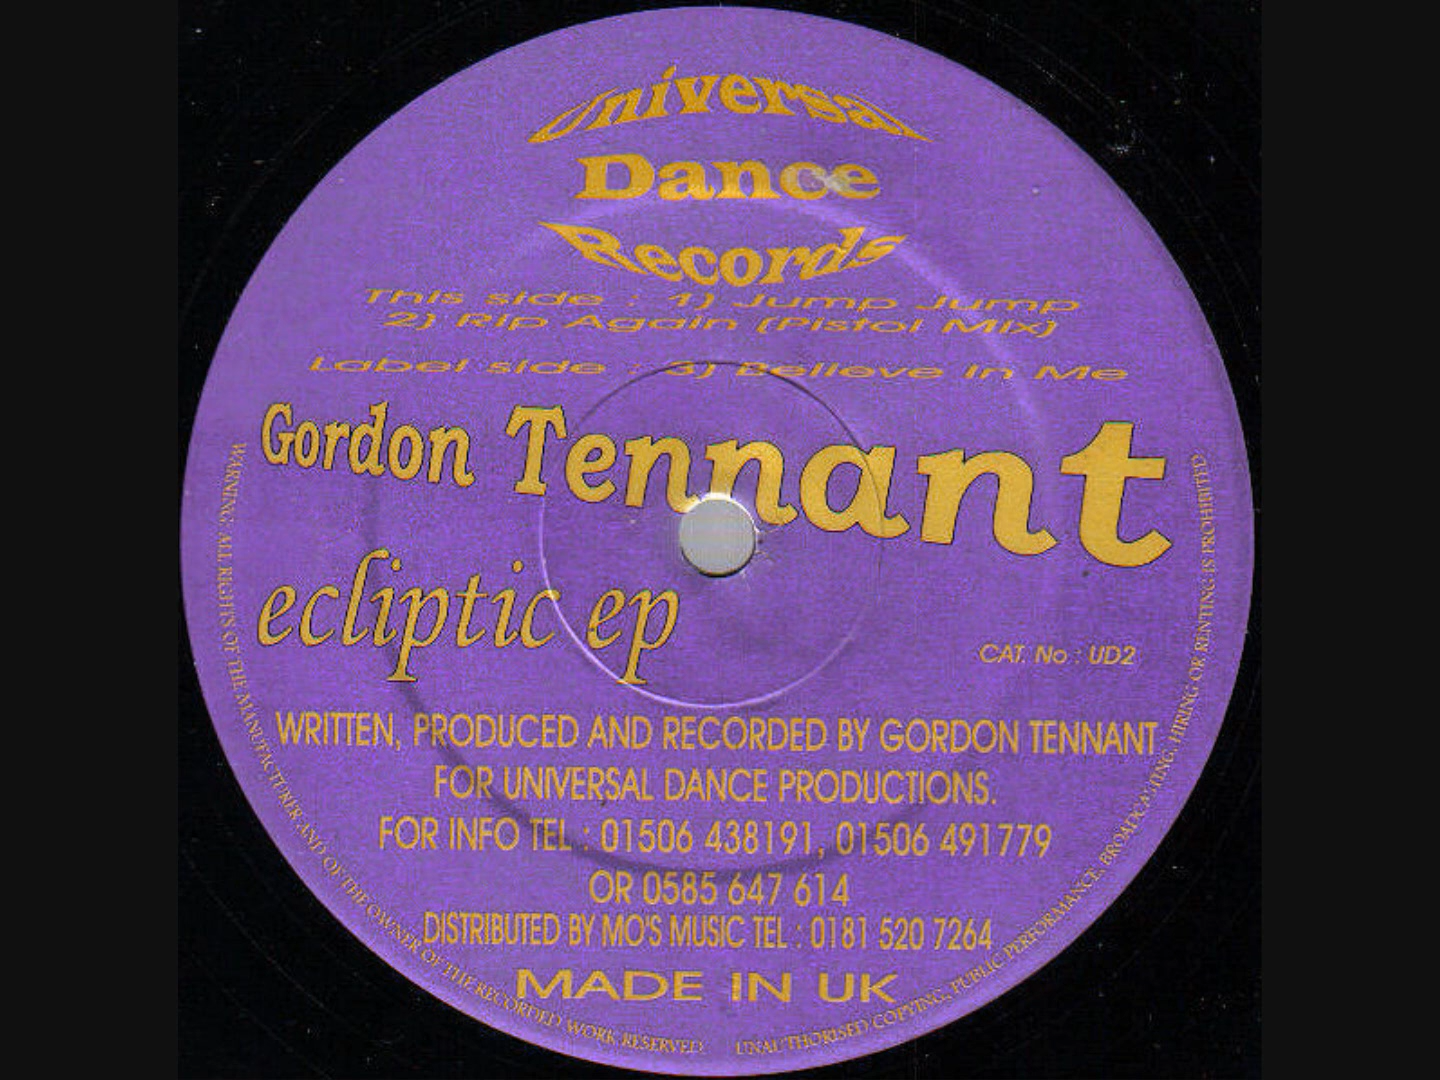 Universal
Dance
Records
This side : 1) Jump Jump
2) Rip Again (Pistol Mix)
Label side : 3) Believe In Me
Gordon Tennant
ecliptic ep
CAT. No : UD2
WRITTEN, PRODUCED AND RECORDED BY GORDON TENNANT
FOR UNIVERSAL DANCE PRODUCTIONS.
FOR INFO TEL : 01506 438191, 01506 491779
OR 0585 647 614
DISTRIBUTED BY MO'S MUSIC TEL : 0181 520 7264
MADE IN UK
WARNING: ALL RIGHTS OF THE MANUFACTURER AND OF THE OWNER OF THE RECORDED WORK RESERVED. UNAUTHORISED COPYING, PUBLIC PERFORMANCE, BROADCASTING, HIRING OR RENTING IS PROHIBITED